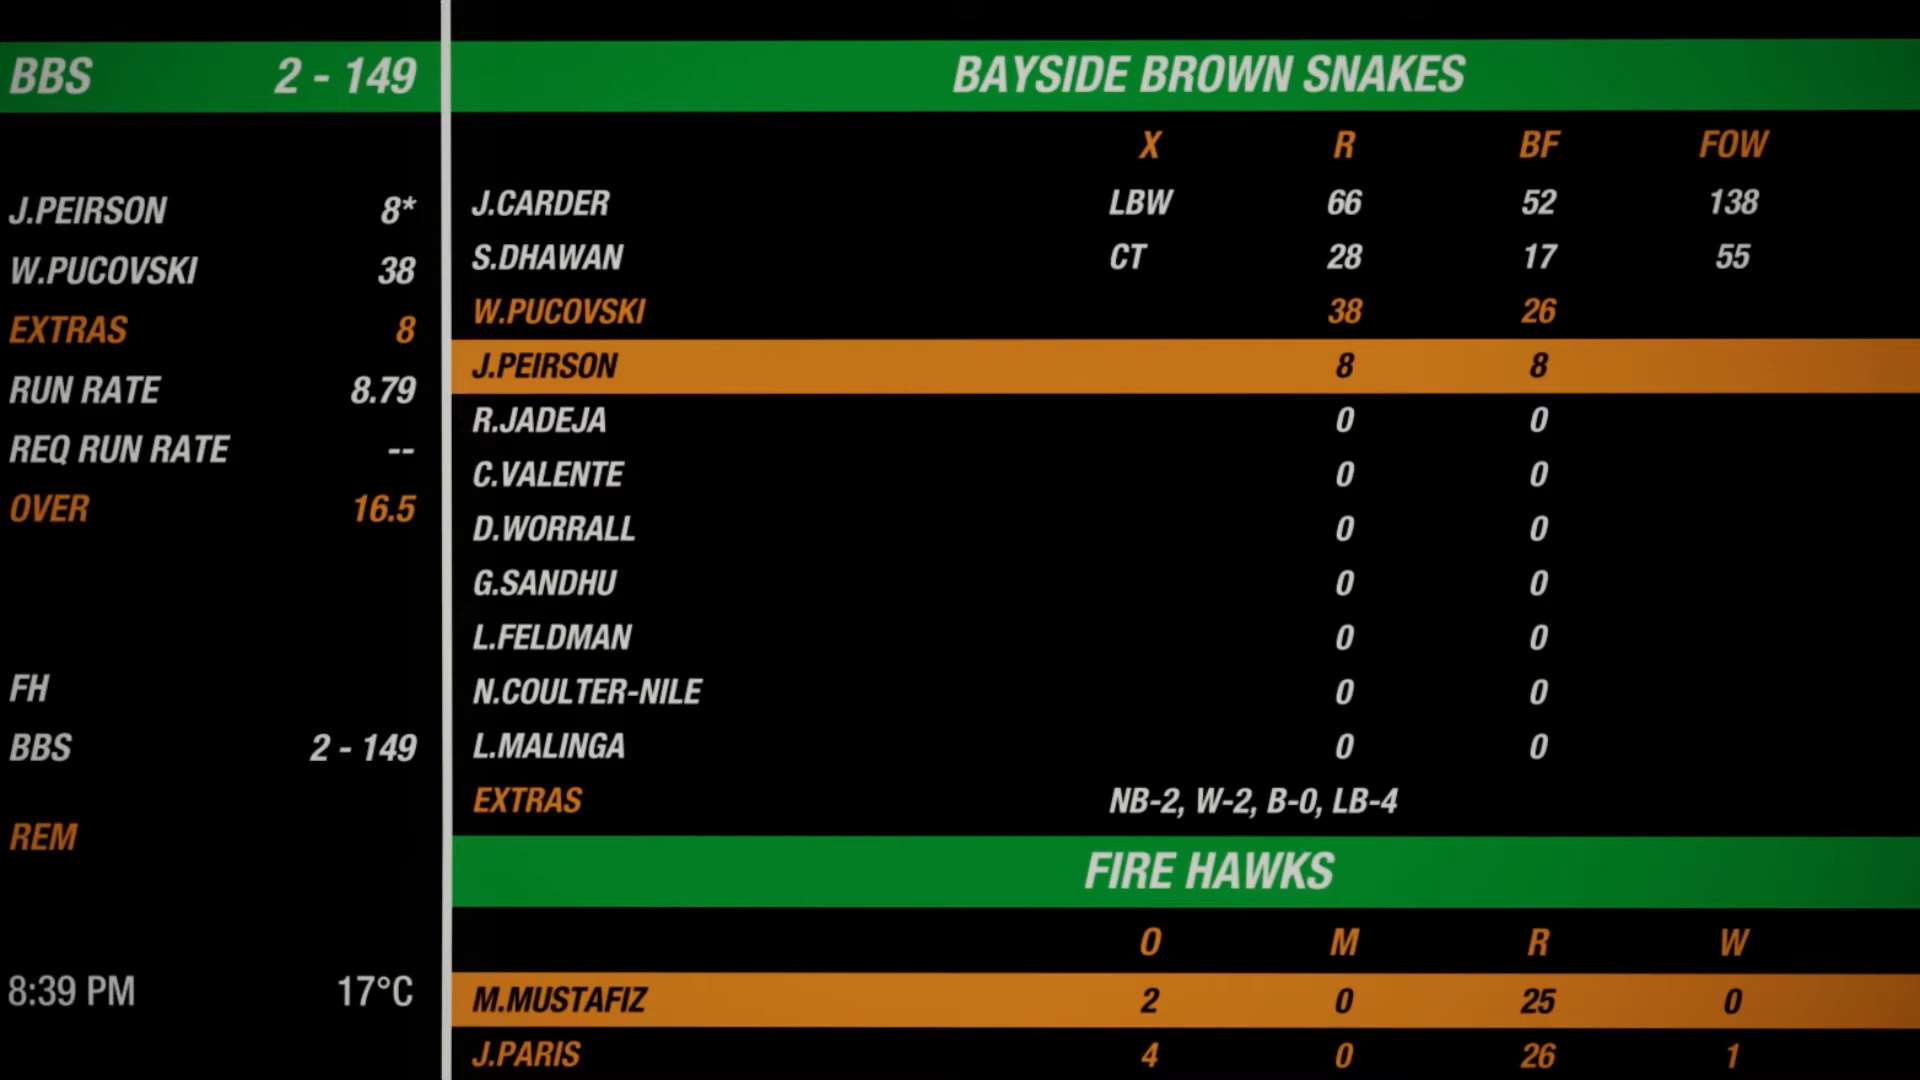 BBS 2 - 149
J.PEIRSON 8*
W.PUCOVSKI 38
EXTRAS 8
RUN RATE 8.79
REQ RUN RATE --
OVER 16.5
FH
BBS 2 - 149
REM
8:39 PM 17°C
BAYSIDE BROWN SNAKES
X R BF FOW
J.CARDER LBW 66 52 138
S.DHAWAN CT 28 17 55
W.PUCOVSKI 38 26
J.PEIRSON 8 8
R.JADEJA 0 0
C.VALENTE 0 0
D.WORRALL 0 0
G.SANDHU 0 0
L.FELDMAN 0 0
N.COULTER-NILE 0 0
L.MALINGA 0 0
EXTRAS NB-2, W-2, B-0, LB-4
FIRE HAWKS
O M R W
M.MUSTAFIZ 2 0 25 0
J.PARIS 4 0 26 1